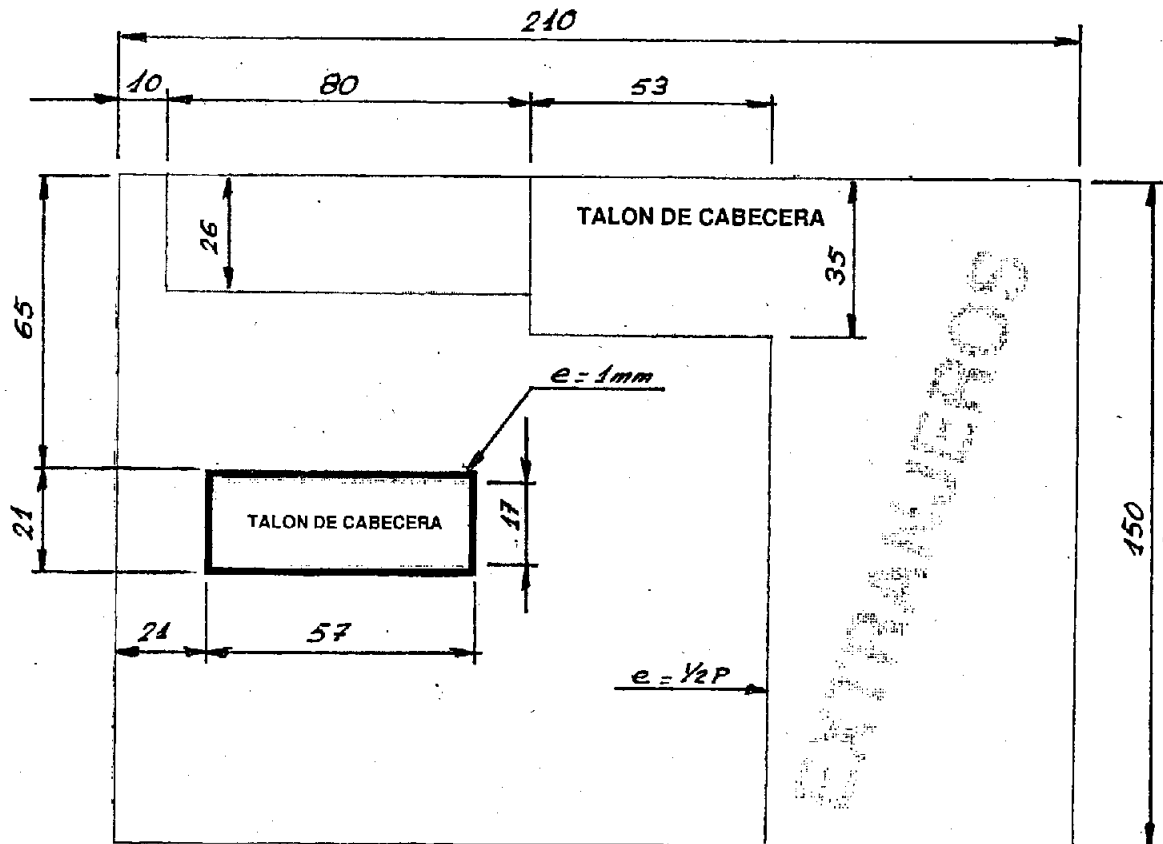 210
10
80
53
TALON DE CABECERA
26
35
65
e = 1mm
TALON DE CABECERA
17
21
150
21
57
e = 1/2P
EXTRANJEROS